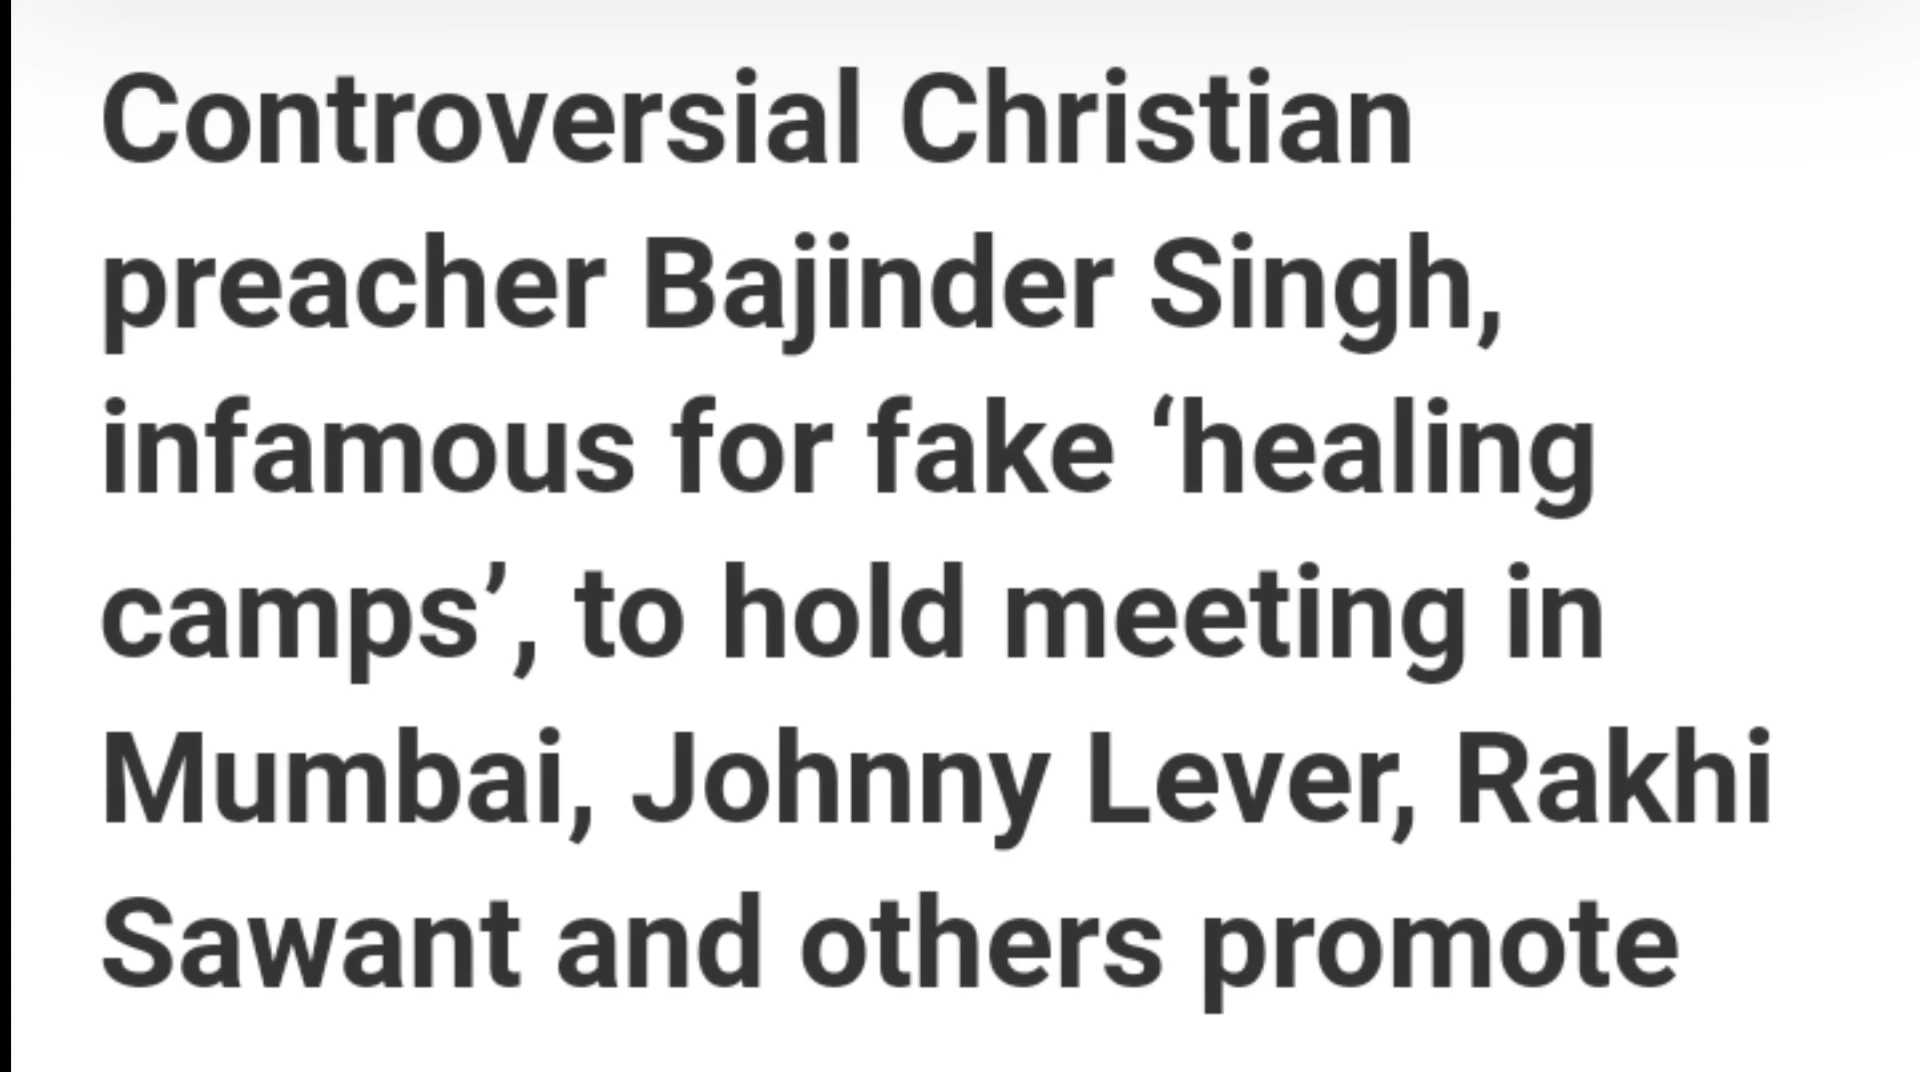 Controversial Christian
preacher Bajinder Singh,
infamous for fake ‘healing
camps’, to hold meeting in
Mumbai, Johnny Lever, Rakhi
Sawant and others promote